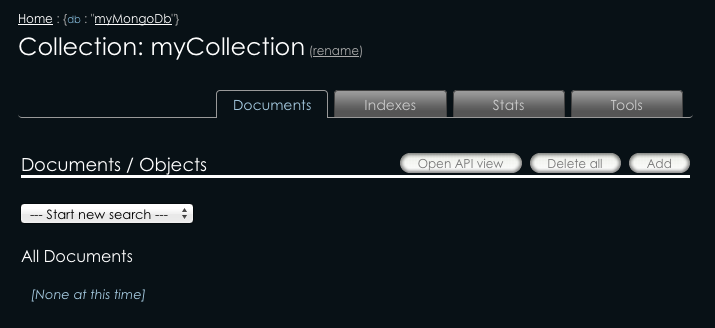 Home : {db : "myMongoDb"}
Collection: myCollection (rename)
Documents Indexes Stats Tools
Documents / Objects Open API view Delete all Add
--- Start new search ---
All Documents
[None at this time]